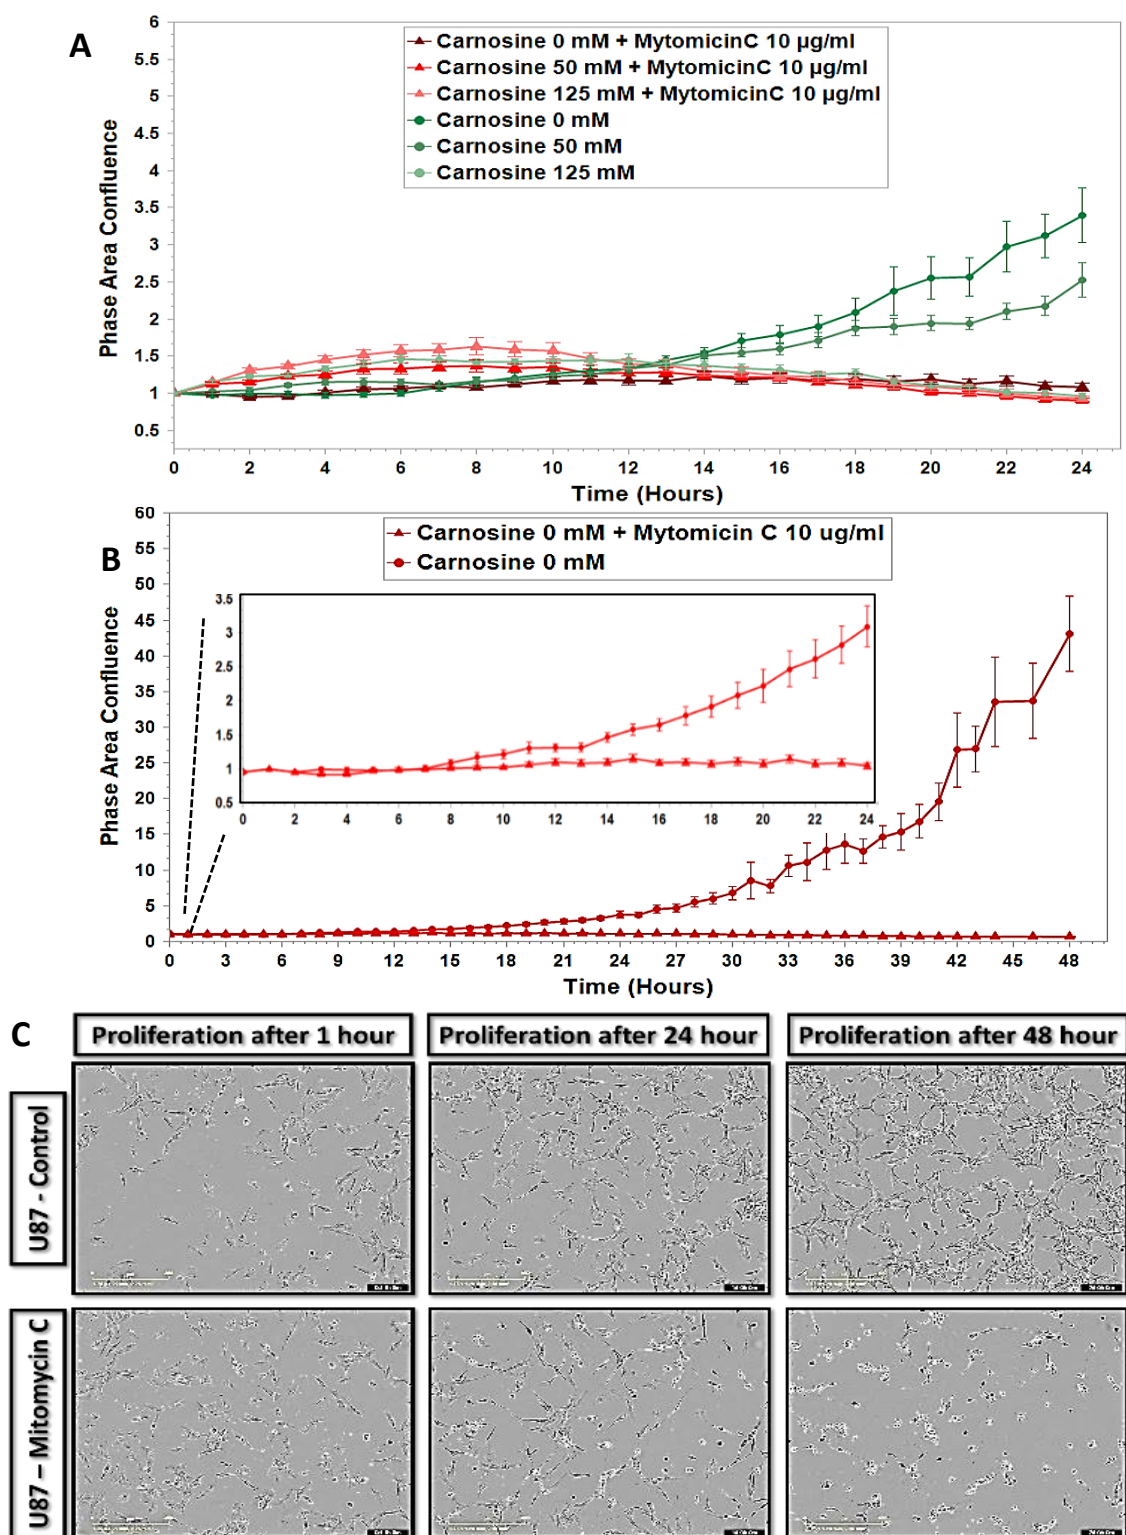 A
Carnosine 0 mM + MytomicinC 10 µg/ml
Carnosine 50 mM + MytomicinC 10 µg/ml
Carnosine 125 mM + MytomicinC 10 µg/ml
Carnosine 0 mM
Carnosine 50 mM
Carnosine 125 mM
Phase Area Confluence
6
5.5
5
4.5
4
3.5
3
2.5
2
1.5
1
0.5
0 2 4 6 8 10 12 14 16 18 20 22 24
Time (Hours)
B
Carnosine 0 mM + Mytomicin C 10 ug/ml
Carnosine 0 mM
Phase Area Confluence
60
55
50
45
40
35
30
25
20
15
10
5
0
3.5
3
2.5
2
1.5
1
0.5
0 2 4 6 8 10 12 14 16 18 20 22 24
0 3 6 9 12 15 18 21 24 27 30 33 36 39 42 45 48
Time (Hours)
C
Proliferation after 1 hour
Proliferation after 24 hour
Proliferation after 48 hour
U87 - Control
U87 – Mitomycin C